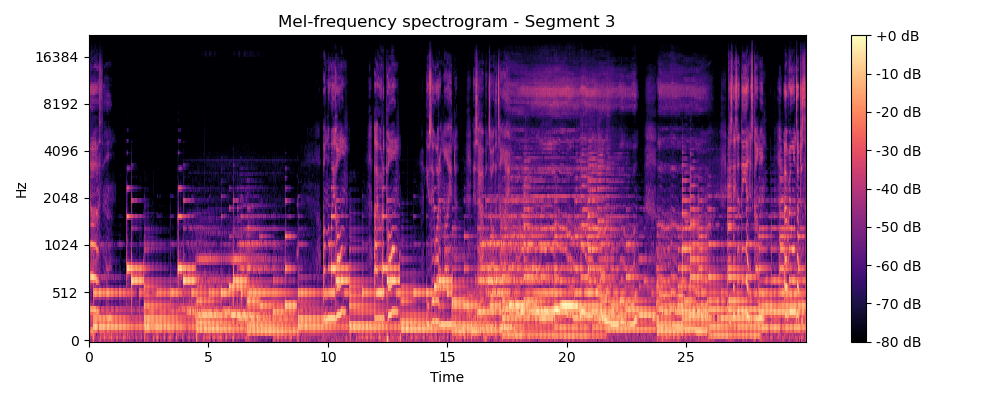 Mel-frequency spectrogram - Segment 3
Hz
16384
8192
4096
2048
1024
512
0
0 5 10 15 20 25
Time
+0 dB
-10 dB
-20 dB
-30 dB
-40 dB
-50 dB
-60 dB
-70 dB
-80 dB